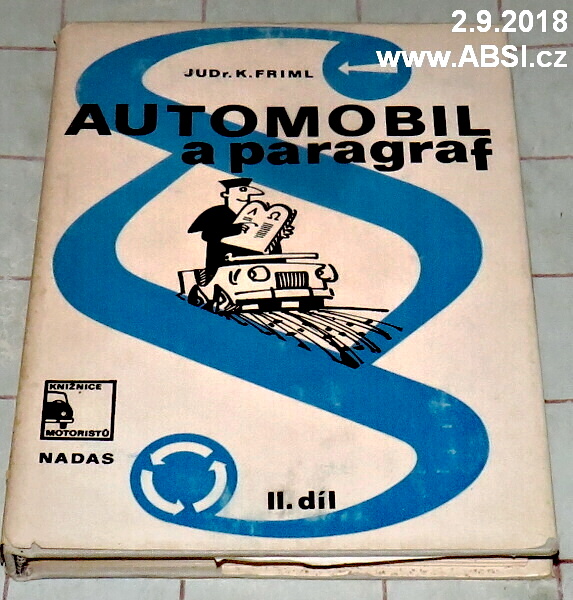 2.9.2018
www.ABSI.cz
JUDr. K. FRIML
AUTOMOBIL
a paragraf
A Ω
KNIŽNICE
MOTORISTŮ
NADAS
II. díl